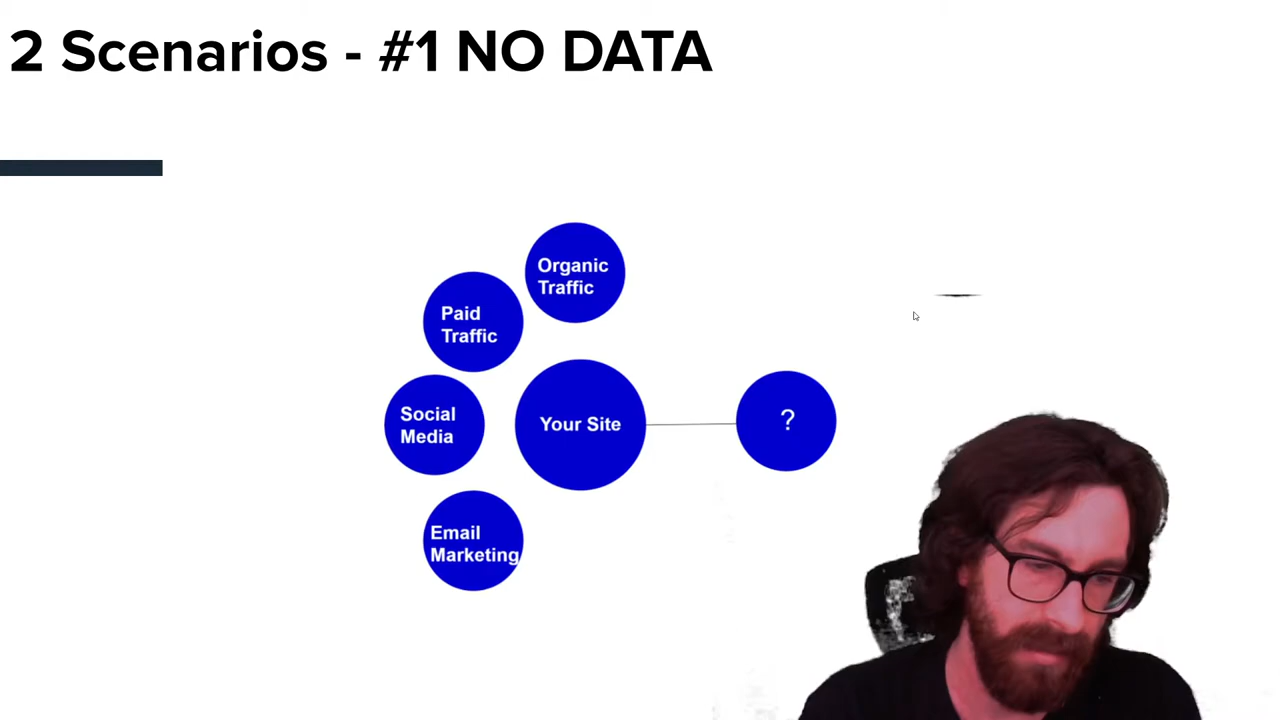 2 Scenarios - #1 NO DATA
Organic
Traffic
Paid
Traffic
Social
Media
Your Site
?
Email
Marketing